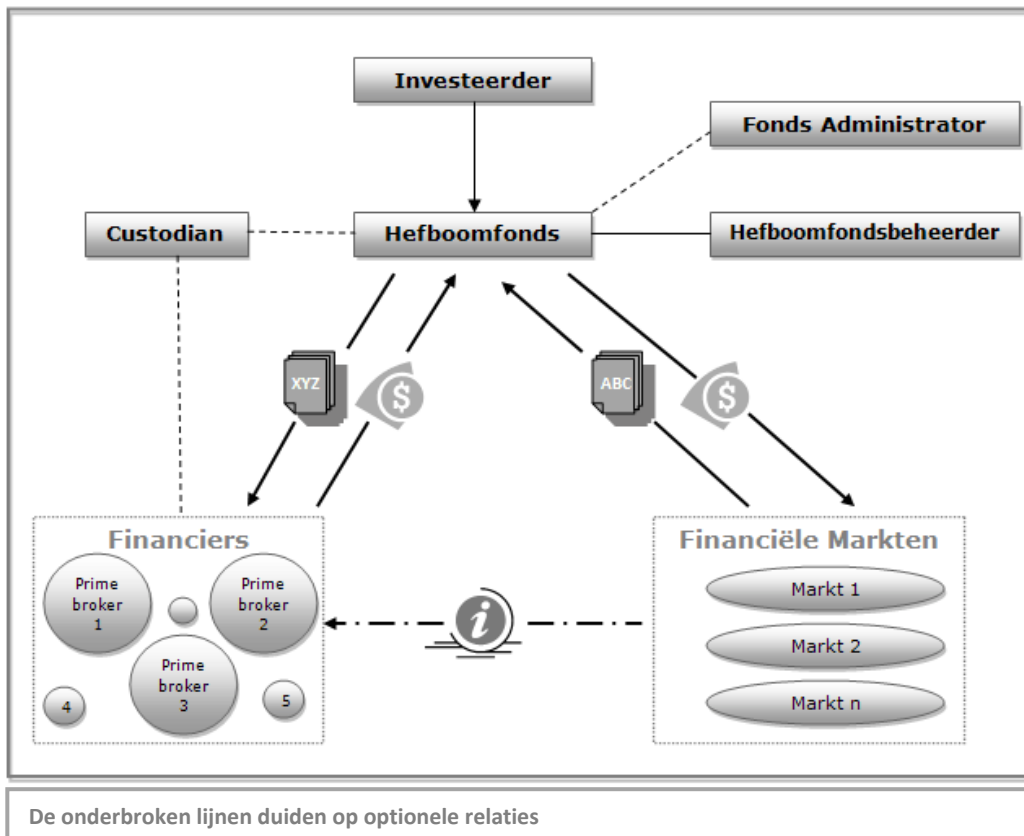 Investeerder
Fonds Administrator
Custodian
Hefboomfonds
Hefboomfondsbeheerder
XYZ
$
ABC
$
Financiers
Prime
broker
1
Prime
broker
2
Prime
broker
3
4
5
i
Financiële Markten
Markt 1
Markt 2
Markt n
De onderbroken lijnen duiden op optionele relaties